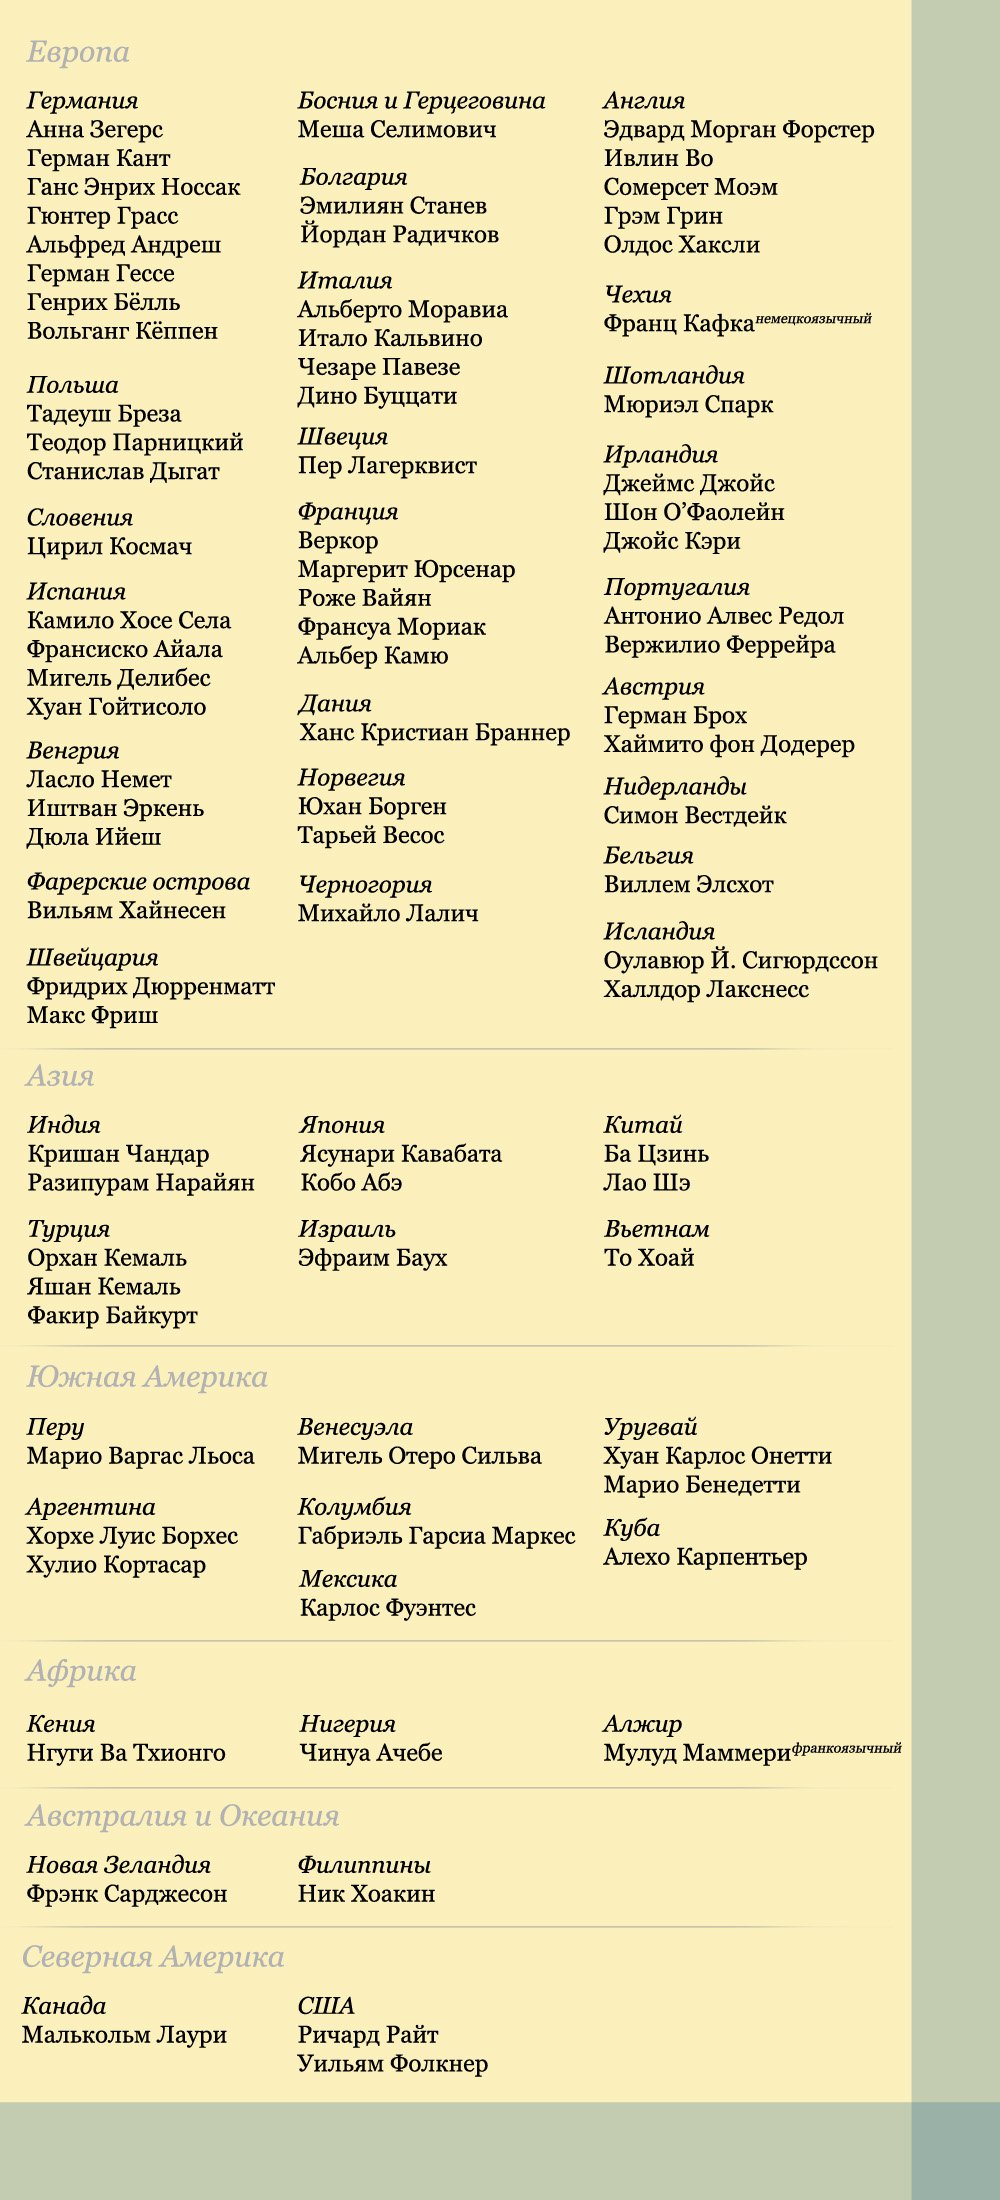 Европа
Германия
Анна Зегерс
Герман Кант
Ганс Энрих Носсак
Гюнтер Грасс
Альфред Андреш
Герман Гессе
Генрих Бёлль
Вольганг Кёппен
Польша
Тадеуш Бреза
Теодор Парницкий
Станислав Дыгат
Словения
Цирил Космач
Испания
Камило Хосе Села
Франсиско Айала
Мигель Делибес
Хуан Гойтисоло
Венгрия
Ласло Немет
Иштван Эркень
Дюла Ийеш
Фарерские острова
Вильям Хайнесен
Швейцария
Фридрих Дюрренматт
Макс Фриш
Босния и Герцеговина
Меша Селимович
Болгария
Эмилиян Станев
Йордан Радичков
Италия
Альберто Моравиа
Итало Кальвино
Чезаре Павезе
Дино Буццати
Швеция
Пер Лагерквист
Франция
Веркор
Маргерит Юрсенар
Роже Вайян
Франсуа Мориак
Альбер Камю
Дания
Ханс Кристиан Браннер
Норвегия
Юхан Борген
Тарьей Весос
Черногория
Михайло Лалич
Англия
Эдвард Морган Форстер
Ивлин Во
Сомерсет Моэм
Грэм Грин
Олдос Хаксли
Чехия
Франц Кафка немецкоязычный
Шотландия
Мюриэл Спарк
Ирландия
Джеймс Джойс
Шон О’Фаолейн
Джойс Кэри
Португалия
Антонио Алвес Редол
Вержилио Феррейра
Австрия
Герман Брох
Хаймито фон Додерер
Нидерланды
Симон Вестдейк
Бельгия
Виллем Элсхот
Исландия
Оулавюр Й. Сигюрдссон
Халлдор Лакснесс
Азия
Индия
Кришан Чандар
Разипурам Нарайян
Турция
Орхан Кемаль
Яшан Кемаль
Факир Байкурт
Япония
Ясунари Кавабата
Кобо Абэ
Израиль
Эфраим Баух
Китай
Ба Цзинь
Лао Шэ
Вьетнам
То Хоай
Южная Америка
Перу
Марио Варгас Льоса
Аргентина
Хорхе Луис Борхес
Хулио Кортасар
Венесуэла
Мигель Отеро Сильва
Колумбия
Габриэль Гарсиа Маркес
Мексика
Карлос Фуэнтес
Уругвай
Хуан Карлос Онетти
Марио Бенедетти
Куба
Алехо Карпентьер
Африка
Кения
Нгуги Ва Тхионго
Нигерия
Чинуа Ачебе
Алжир
Мулуд Маммери франкоязычный
Австралия и Океания
Новая Зеландия
Фрэнк Сарджесон
Филиппины
Ник Хоакин
Северная Америка
Канада
Малькольм Лаури
США
Ричард Райт
Уильям Фолкнер